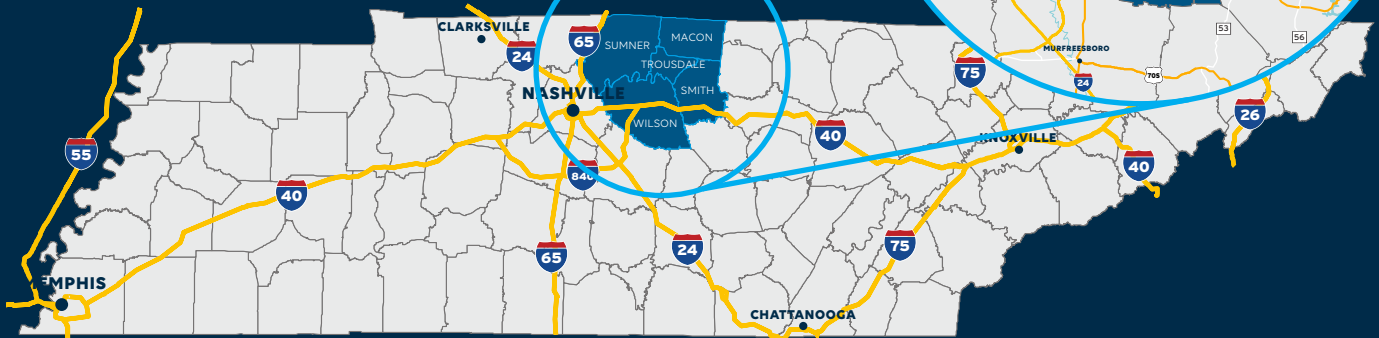 CLARKSVILLE
24
65
SUMNER
MACON
TROUSDALE
SMITH
WILSON
NASHVILLE
53
56
MURFREESBORO
24
70S
75
26
55
40
840
40
KNOXVILLE
40
65
24
75
EMPHIS
CHATTANOOGA